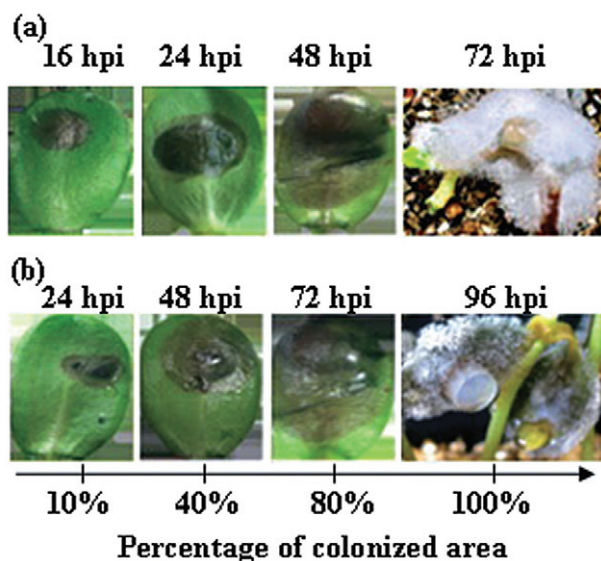 (a)
16 hpi 24 hpi 48 hpi 72 hpi
(b)
24 hpi 48 hpi 72 hpi 96 hpi
10% 40% 80% 100%
Percentage of colonized area